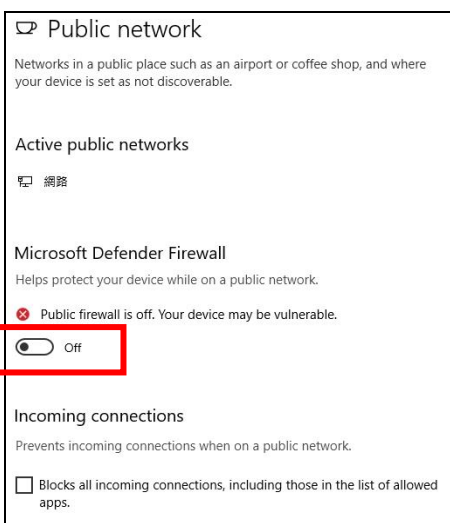 Public network
Networks in a public place such as an airport or coffee shop, and where
your device is set as not discoverable.
Active public networks
網路
Microsoft Defender Firewall
Helps protect your device while on a public network.
Public firewall is off. Your device may be vulnerable.
Off
Incoming connections
Prevents incoming connections when on a public network.
Blocks all incoming connections, including those in the list of allowed
apps.